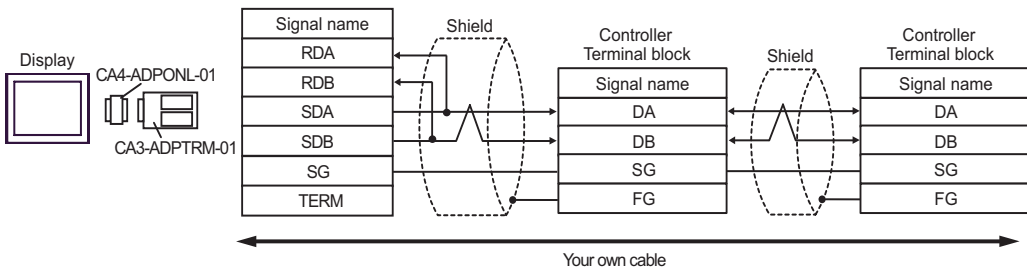 Display
CA4-ADPONL-01
CA3-ADPTRM-01
Signal name
RDA
RDB
SDA
SDB
SG
TERM
Shield
Controller
Terminal block
Signal name
DA
DB
SG
FG
Shield
Controller
Terminal block
Signal name
DA
DB
SG
FG
Your own cable